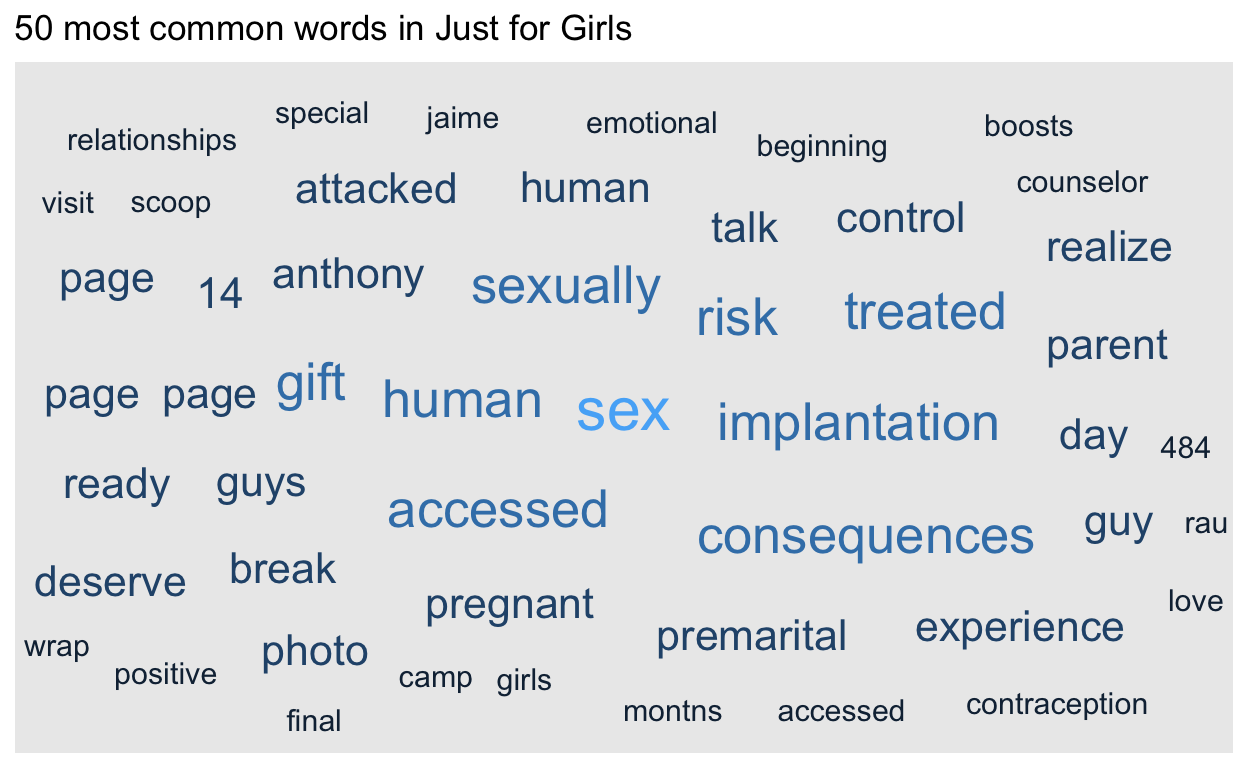 50 most common words in Just for Girls
special jaime emotional boosts
relationships beginning
visit scoop attacked human counselor
talk control realize
page 14 anthony sexually risk treated
parent
page page gift human sex implantation day 484
ready guys accessed consequences guy rau
deserve break pregnant love
wrap photo premarital experience
positive camp girls
final montns accessed contraception